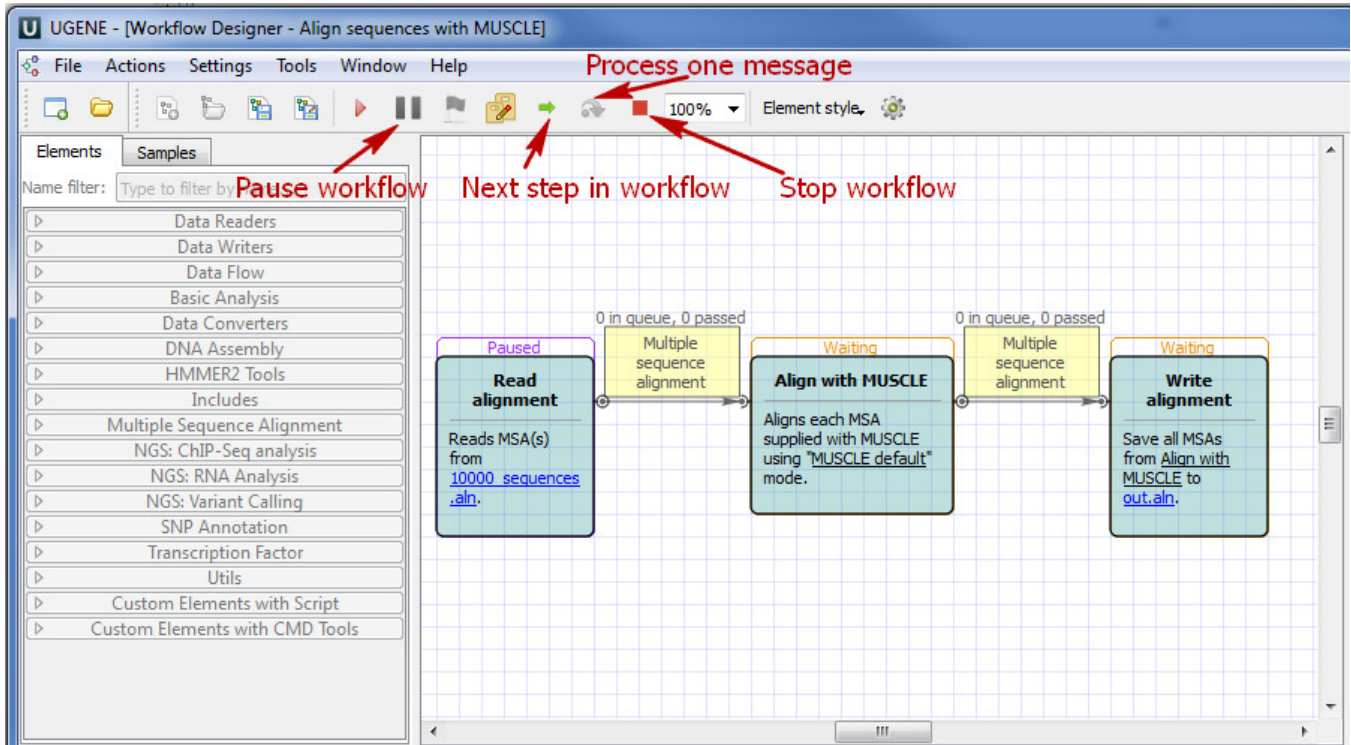 UGENE - [Workflow Designer - Align sequences with MUSCLE]
File Actions Settings Tools Window Help
Process one message
100% Element style
Elements Samples
Name filter: Type to filter by
Pause workflow Next step in workflow Stop workflow
Data Readers
Data Writers
Data Flow
Basic Analysis
Data Converters
DNA Assembly
HMMER2 Tools
Includes
Multiple Sequence Alignment
NGS: ChIP-Seq analysis
NGS: RNA Analysis
NGS: Variant Calling
SNP Annotation
Transcription Factor
Utils
Custom Elements with Script
Custom Elements with CMD Tools
Paused
Read
alignment
Reads MSA(s)
from
10000_sequences
.aln.
0 in queue, 0 passed
Multiple
sequence
alignment
Waiting
Align with MUSCLE
Aligns each MSA
supplied with MUSCLE
using "MUSCLE default"
mode.
0 in queue, 0 passed
Multiple
sequence
alignment
Waiting
Write
alignment
Save all MSAs
from Align with
MUSCLE to
out.aln.